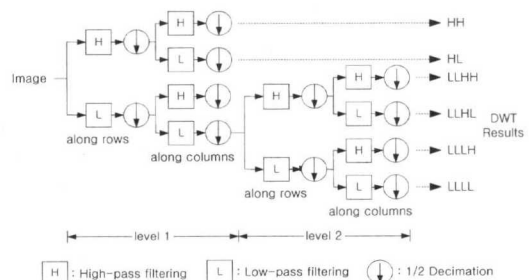 H H HH
L HL
Image
H LLHH
H H
L L L LLHL
DWT
Results
along rows
H LLLH
along columns
L
L LLLL
along rows
along columns
level 1 level 2
H : High-pass filtering L : Low-pass filtering : 1/2 Decimation